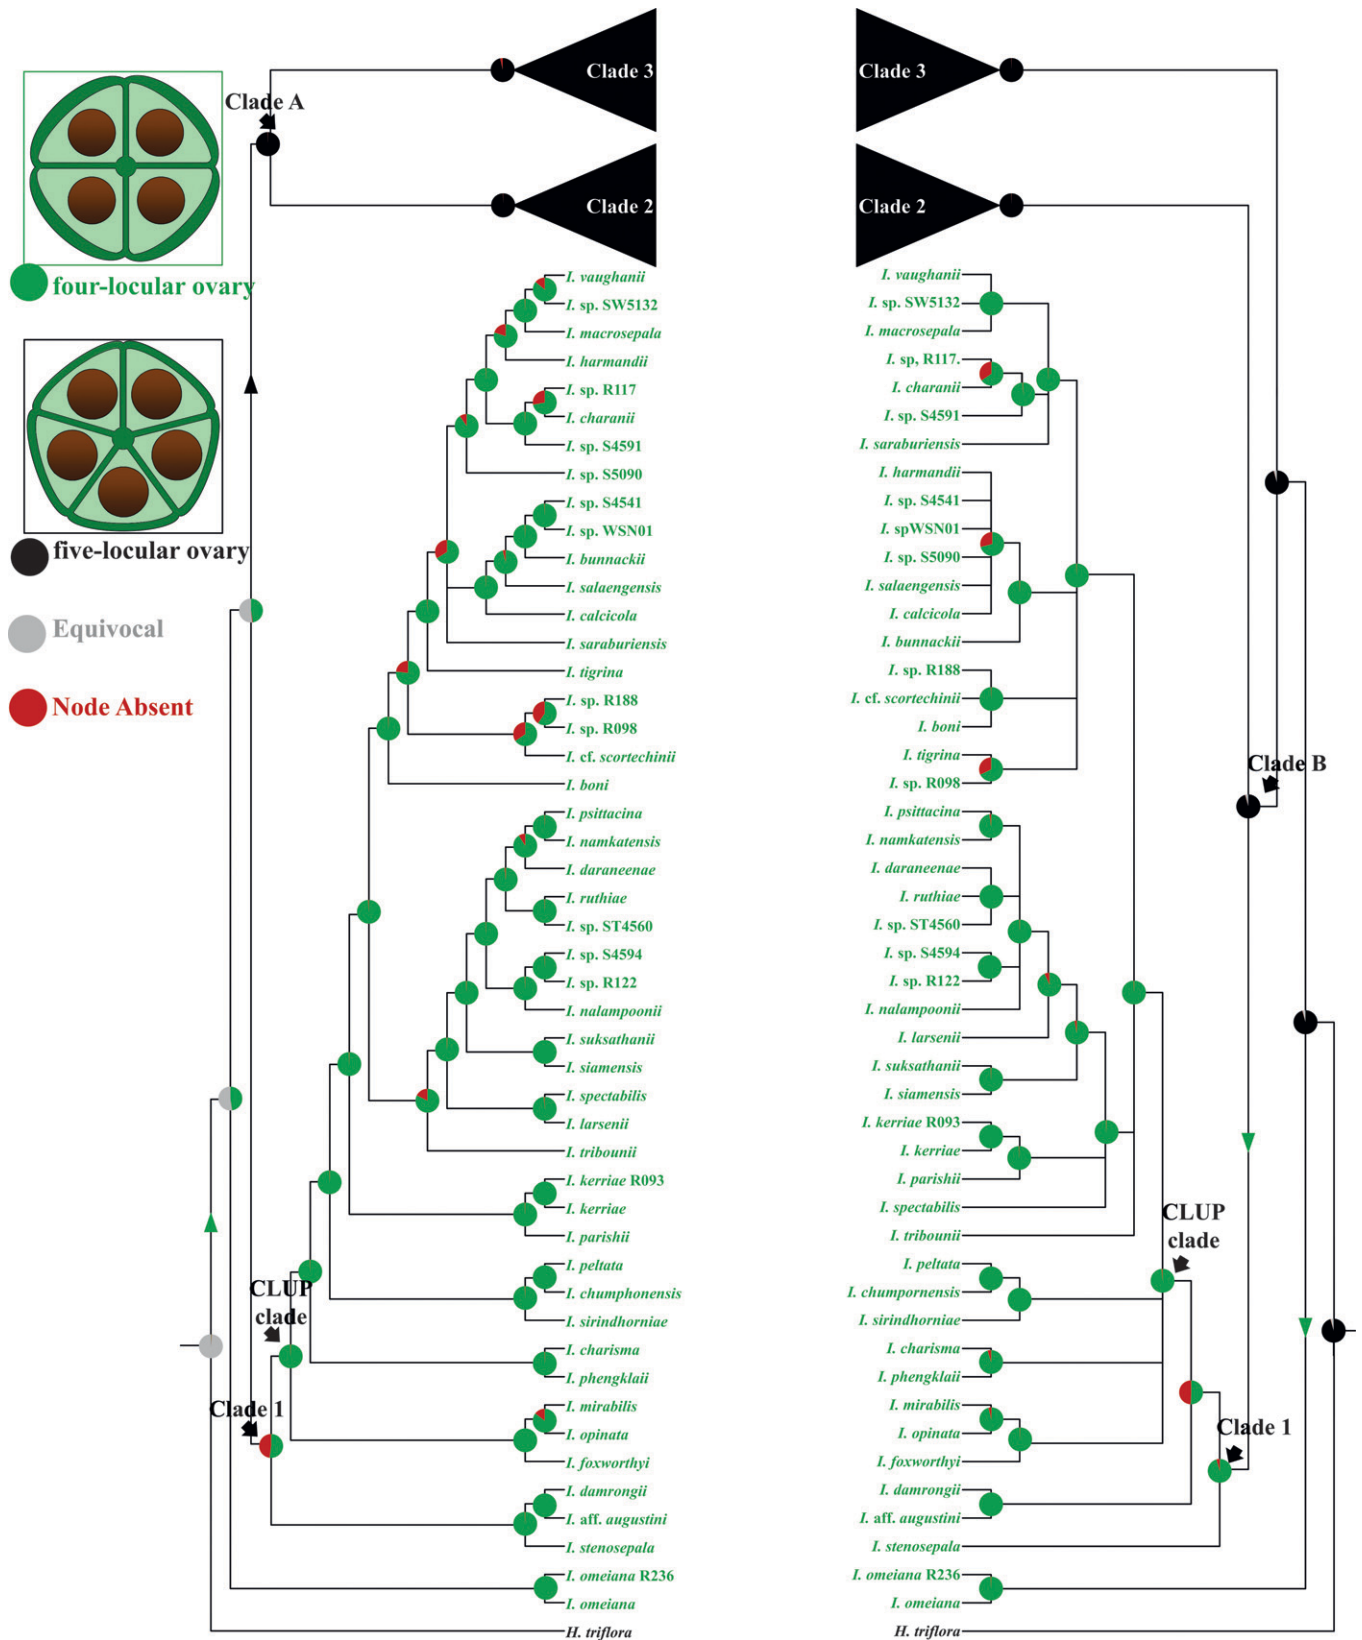 Clade A
four-locular ovary
five-locular ovary
Equivocal
Node Absent
Clade 3
Clade 2
I. vaughanii
I. sp. SW5132
I. macrosepala
I. harmandii
I. sp. R117
I. charanii
I. sp. S4591
I. sp. S5090
I. sp. S4541
I. sp. WSN01
I. bunnackii
I. salaengensis
I. calcicola
I. saraburiensis
I. tigrina
I. sp. R188
I. sp. R098
I. cf. scortechinii
I. boni
I. psittacina
I. namkatensis
I. daraneenae
I. ruthiae
I. sp. ST4560
I. sp. S4594
I. sp. R122
I. nalampoonii
I. suksathanii
I. siamensis
I. spectabilis
I. larsenii
I. tribounii
I. kerriae R093
I. kerriae
I. parishii
I. peltata
I. chumphonensis
I. sirindhorniae
I. charisma
I. phengklaii
I. mirabilis
I. opinata
I. foxworthyi
I. damrongii
I. aff. augustini
I. stenosepala
I. omeiana R236
I. omeiana
H. triflora
CLUP
clade
Clade 1
Clade 3
Clade 2
I. vaughanii
I. sp. SW5132
I. macrosepala
I. sp, R117.
I. charanii
I. sp. S4591
I. saraburiensis
I. harmandii
I. sp. S4541
I. spWSN01
I. sp. S5090
I. salaengensis
I. calcicola
I. bunnackii
I. sp. R188
I. cf. scortechinii
I. boni
I. tigrina
I. sp. R098
I. psittacina
I. namkatensis
I. daraneenae
I. ruthiae
I. sp. ST4560
I. sp. S4594
I. sp. R122
I. nalampoonii
I. larsenii
I. suksathanii
I. siamensis
I. kerriae R093
I. kerriae
I. parishii
I. spectabilis
I. tribounii
I. peltata
I. chumpornensis
I. sirindhorniae
I. charisma
I. phengklaii
I. mirabilis
I. opinata
I. foxworthyi
I. damrongii
I. aff. augustini
I. stenosepala
I. omeiana R236
I. omeiana
H. triflora
Clade B
CLUP
clade
Clade 1